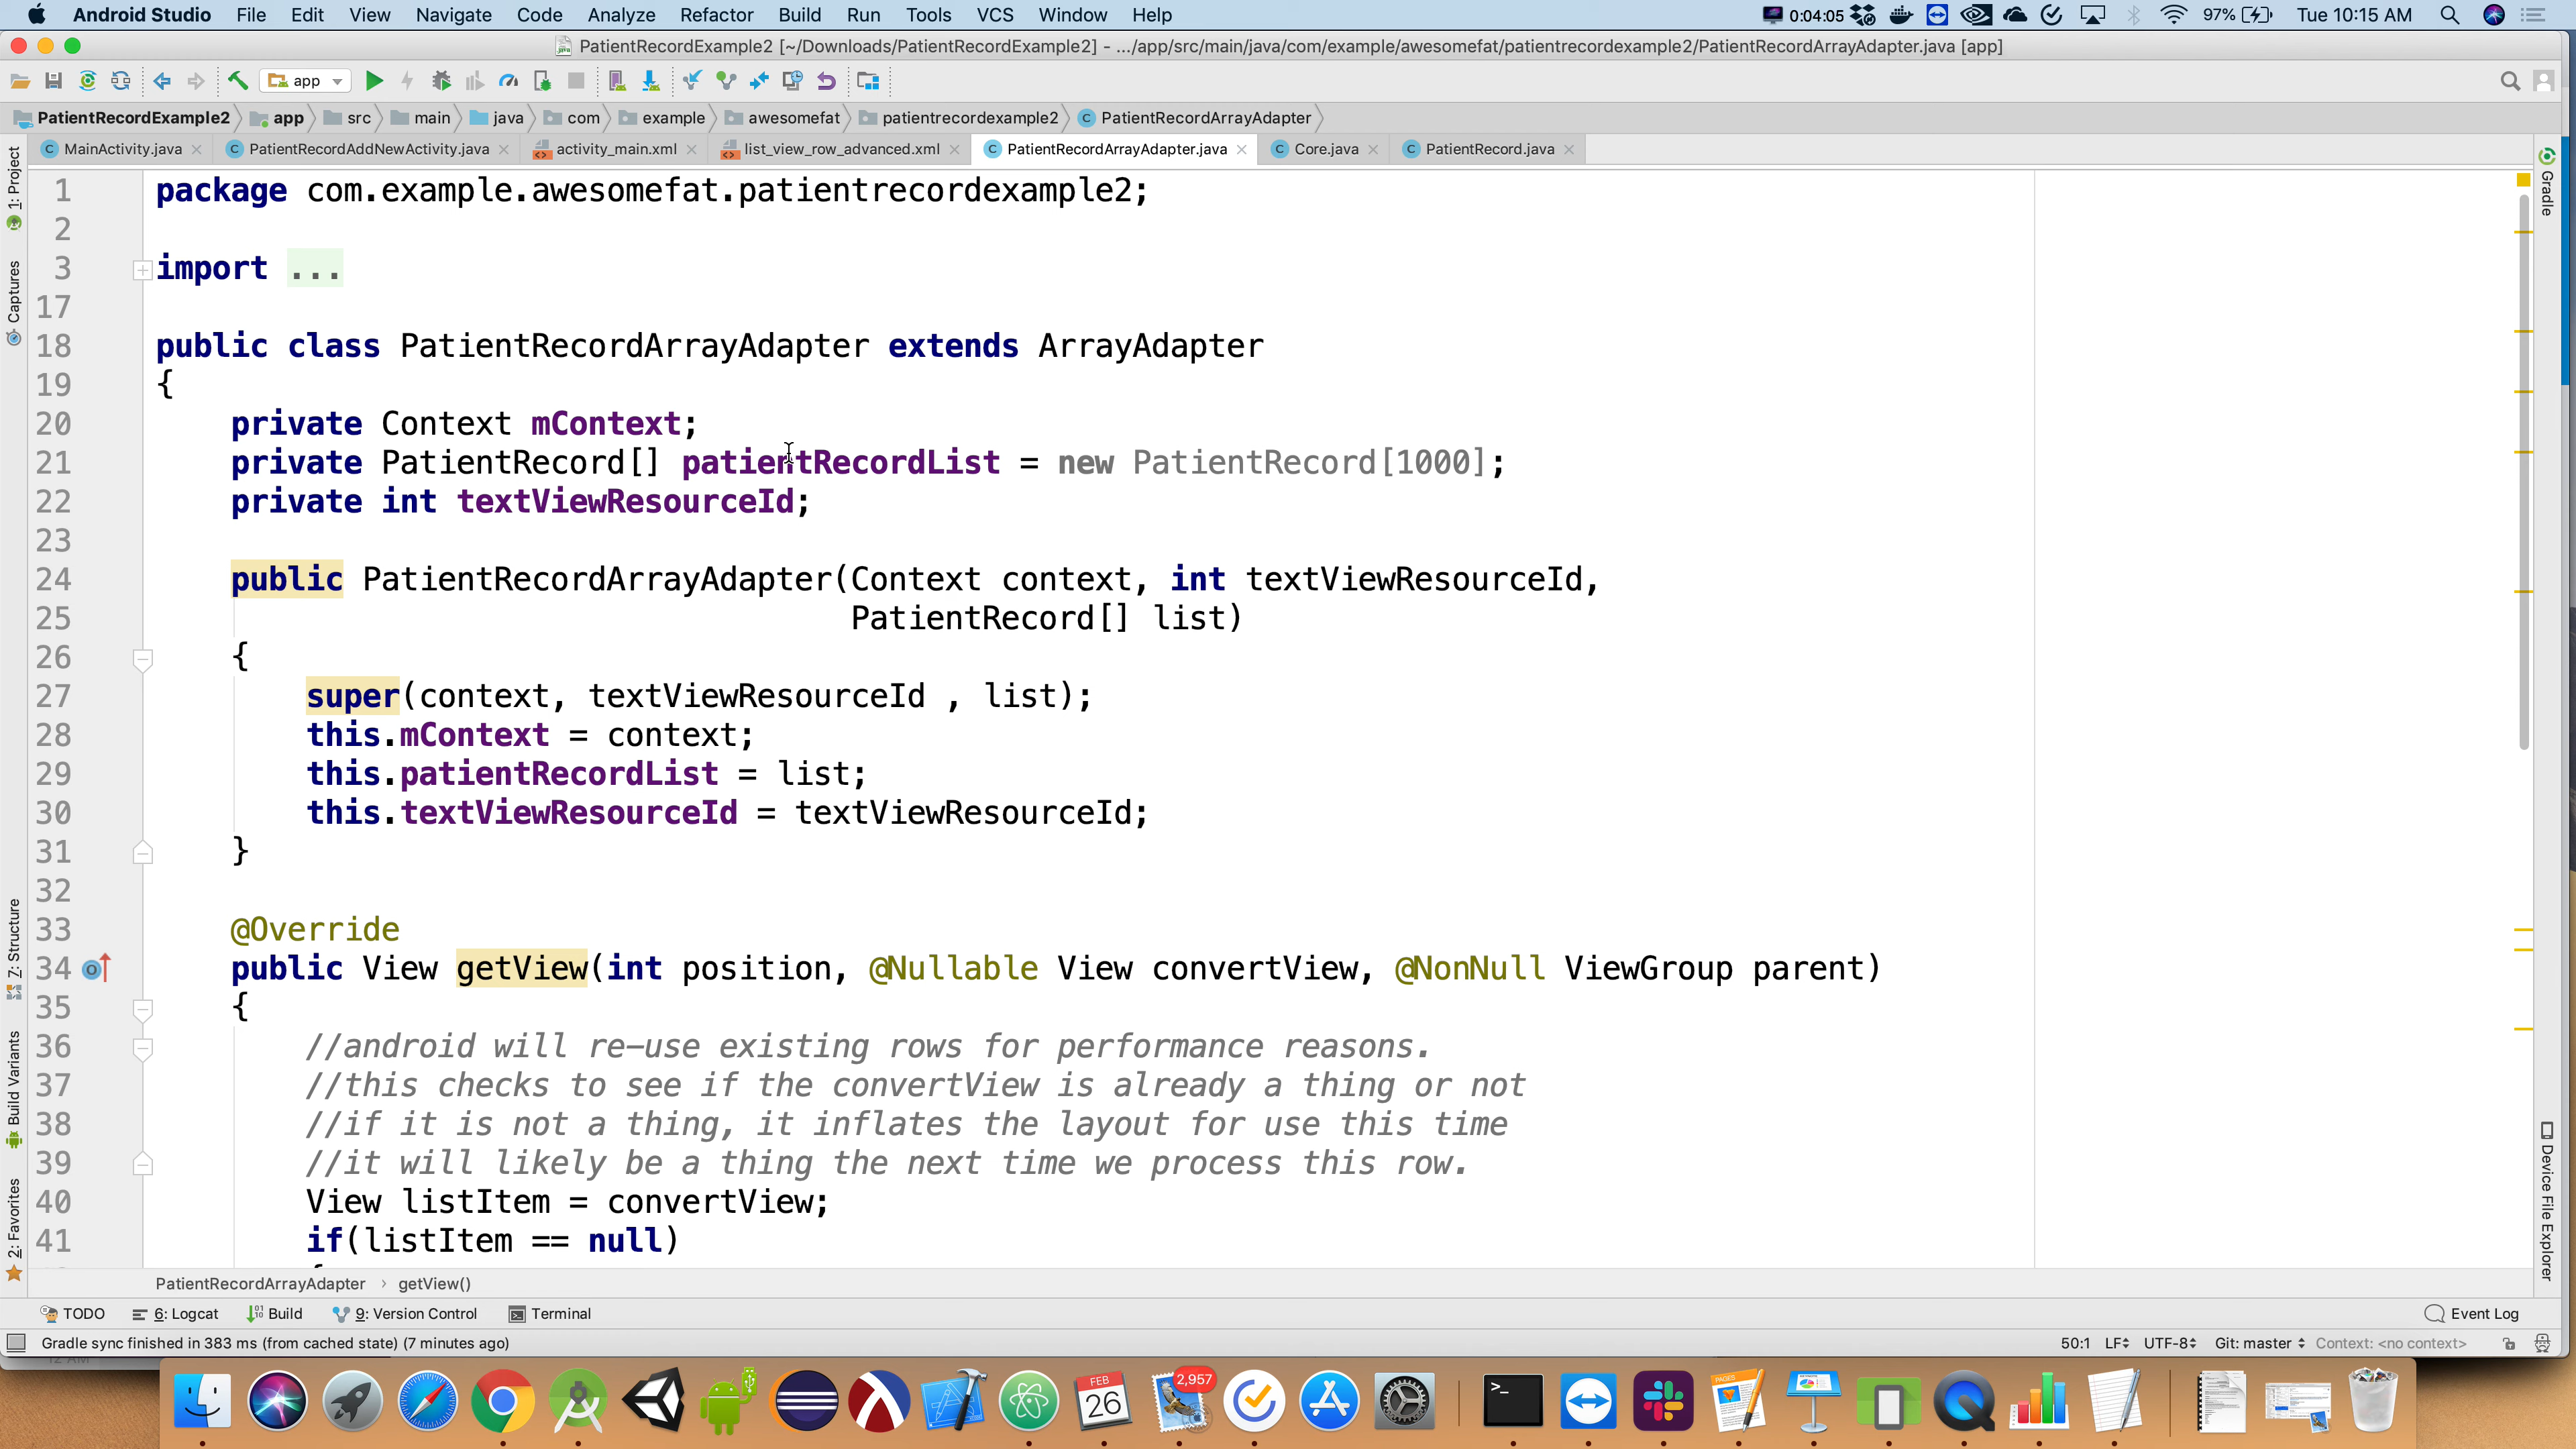 Android Studio File Edit View Navigate Code Analyze Refactor Build Run Tools VCS Window Help 0:04:05 97% Tue 10:15 AM
PatientRecordExample2 [~/Downloads/PatientRecordExample2] - .../app/src/main/java/com/example/awesomefat/patientrecordexample2/PatientRecordArrayAdapter.java [app]
app
PatientRecordExample2 app src main java com example awesomefat patientrecordexample2 PatientRecordArrayAdapter
MainActivity.java PatientRecordAddNewActivity.java activity_main.xml list_view_row_advanced.xml PatientRecordArrayAdapter.java Core.java PatientRecord.java
1: Project
Captures
7: Structure
Build Variants
2: Favorites
1 package com.example.awesomefat.patientrecordexample2;
2
3 import ...
17
18 public class PatientRecordArrayAdapter extends ArrayAdapter
19 {
20 private Context mContext;
21 private PatientRecord[] patientRecordList = new PatientRecord[1000];
22 private int textViewResourceId;
23
24 public PatientRecordArrayAdapter(Context context, int textViewResourceId,
25 PatientRecord[] list)
26 {
27 super(context, textViewResourceId , list);
28 this.mContext = context;
29 this.patientRecordList = list;
30 this.textViewResourceId = textViewResourceId;
31 }
32
33 @Override
34 public View getView(int position, @Nullable View convertView, @NonNull ViewGroup parent)
35 {
36 //android will re-use existing rows for performance reasons.
37 //this checks to see if the convertView is already a thing or not
38 //if it is not a thing, it inflates the layout for use this time
39 //it will likely be a thing the next time we process this row.
40 View listItem = convertView;
41 if(listItem == null)
Gradle
Device File Explorer
PatientRecordArrayAdapter › getView()
TODO 6: Logcat Build 9: Version Control Terminal Event Log
Gradle sync finished in 383 ms (from cached state) (7 minutes ago) 50:1 LF UTF-8 Git: master Context: <no context>
12 AM
FEB
26
2,957
PAGES